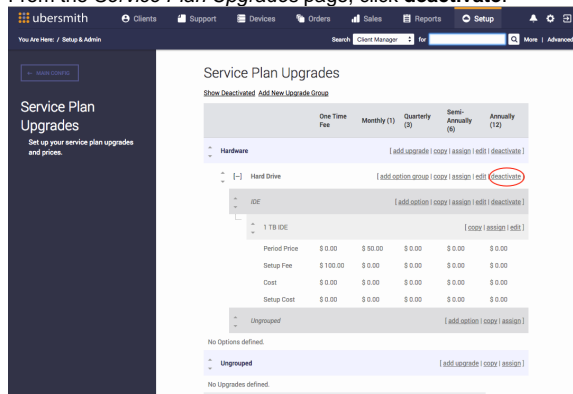 From the Service Plan Upgrades page, click deactivate.
ubersmith Clients Support Devices Orders Sales Reports Setup
You Are Here: / Setup & Admin Search Client Manager for More | Advanced
← MAIN CONFIG
Service Plan Upgrades
Show Deactivated Add New Upgrade Group
Service Plan
Upgrades
Set up your service plan upgrades
and prices.
One Time Fee Monthly (1) Quarterly (3) Semi-Annually (6) Annually (12)
Hardware [ add upgrade | copy | assign | edit | deactivate ]
[–] Hard Drive [ add option group | copy | assign | edit | deactivate ]
IDE [ add option | copy | assign | edit | deactivate ]
1 TB IDE [ copy | assign | edit ]
Period Price $ 0.00 $ 50.00 $ 0.00 $ 0.00 $ 0.00
Setup Fee $ 100.00 $ 0.00 $ 0.00 $ 0.00 $ 0.00
Cost $ 0.00 $ 0.00 $ 0.00 $ 0.00 $ 0.00
Setup Cost $ 0.00 $ 0.00 $ 0.00 $ 0.00 $ 0.00
Ungrouped [ add option | copy | assign ]
No Options defined.
Ungrouped [ add upgrade | copy | assign ]
No Upgrades defined.